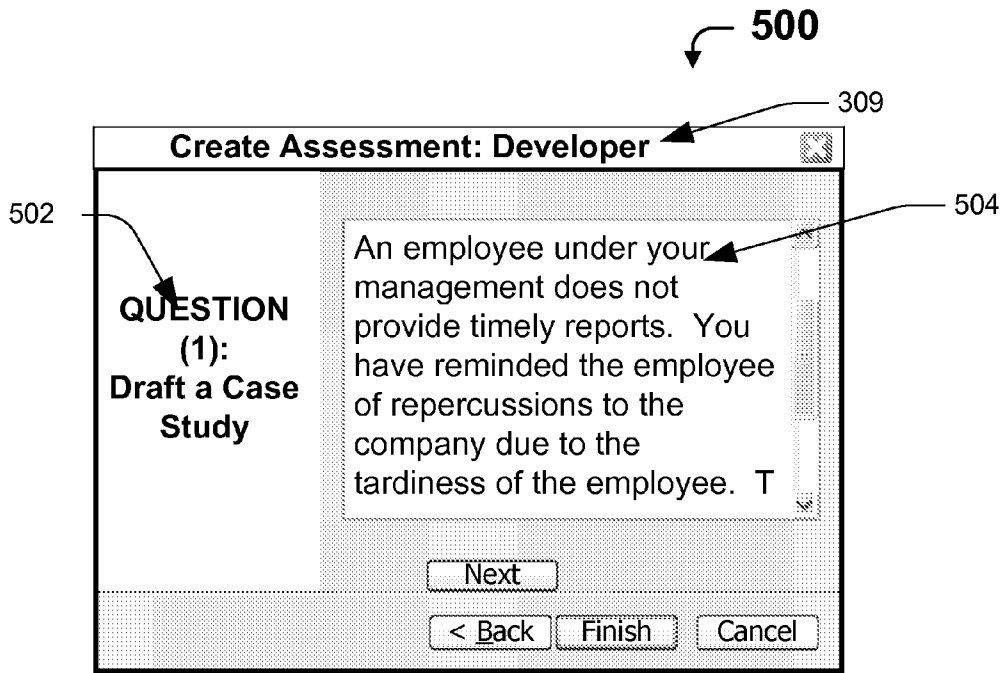 500
309
Create Assessment: Developer
502
504
QUESTION
(1):
Draft a Case
Study
An employee under your
management does not
provide timely reports.  You
have reminded the employee
of repercussions to the
company due to the
tardiness of the employee.  T
Next
< Back
Finish
Cancel